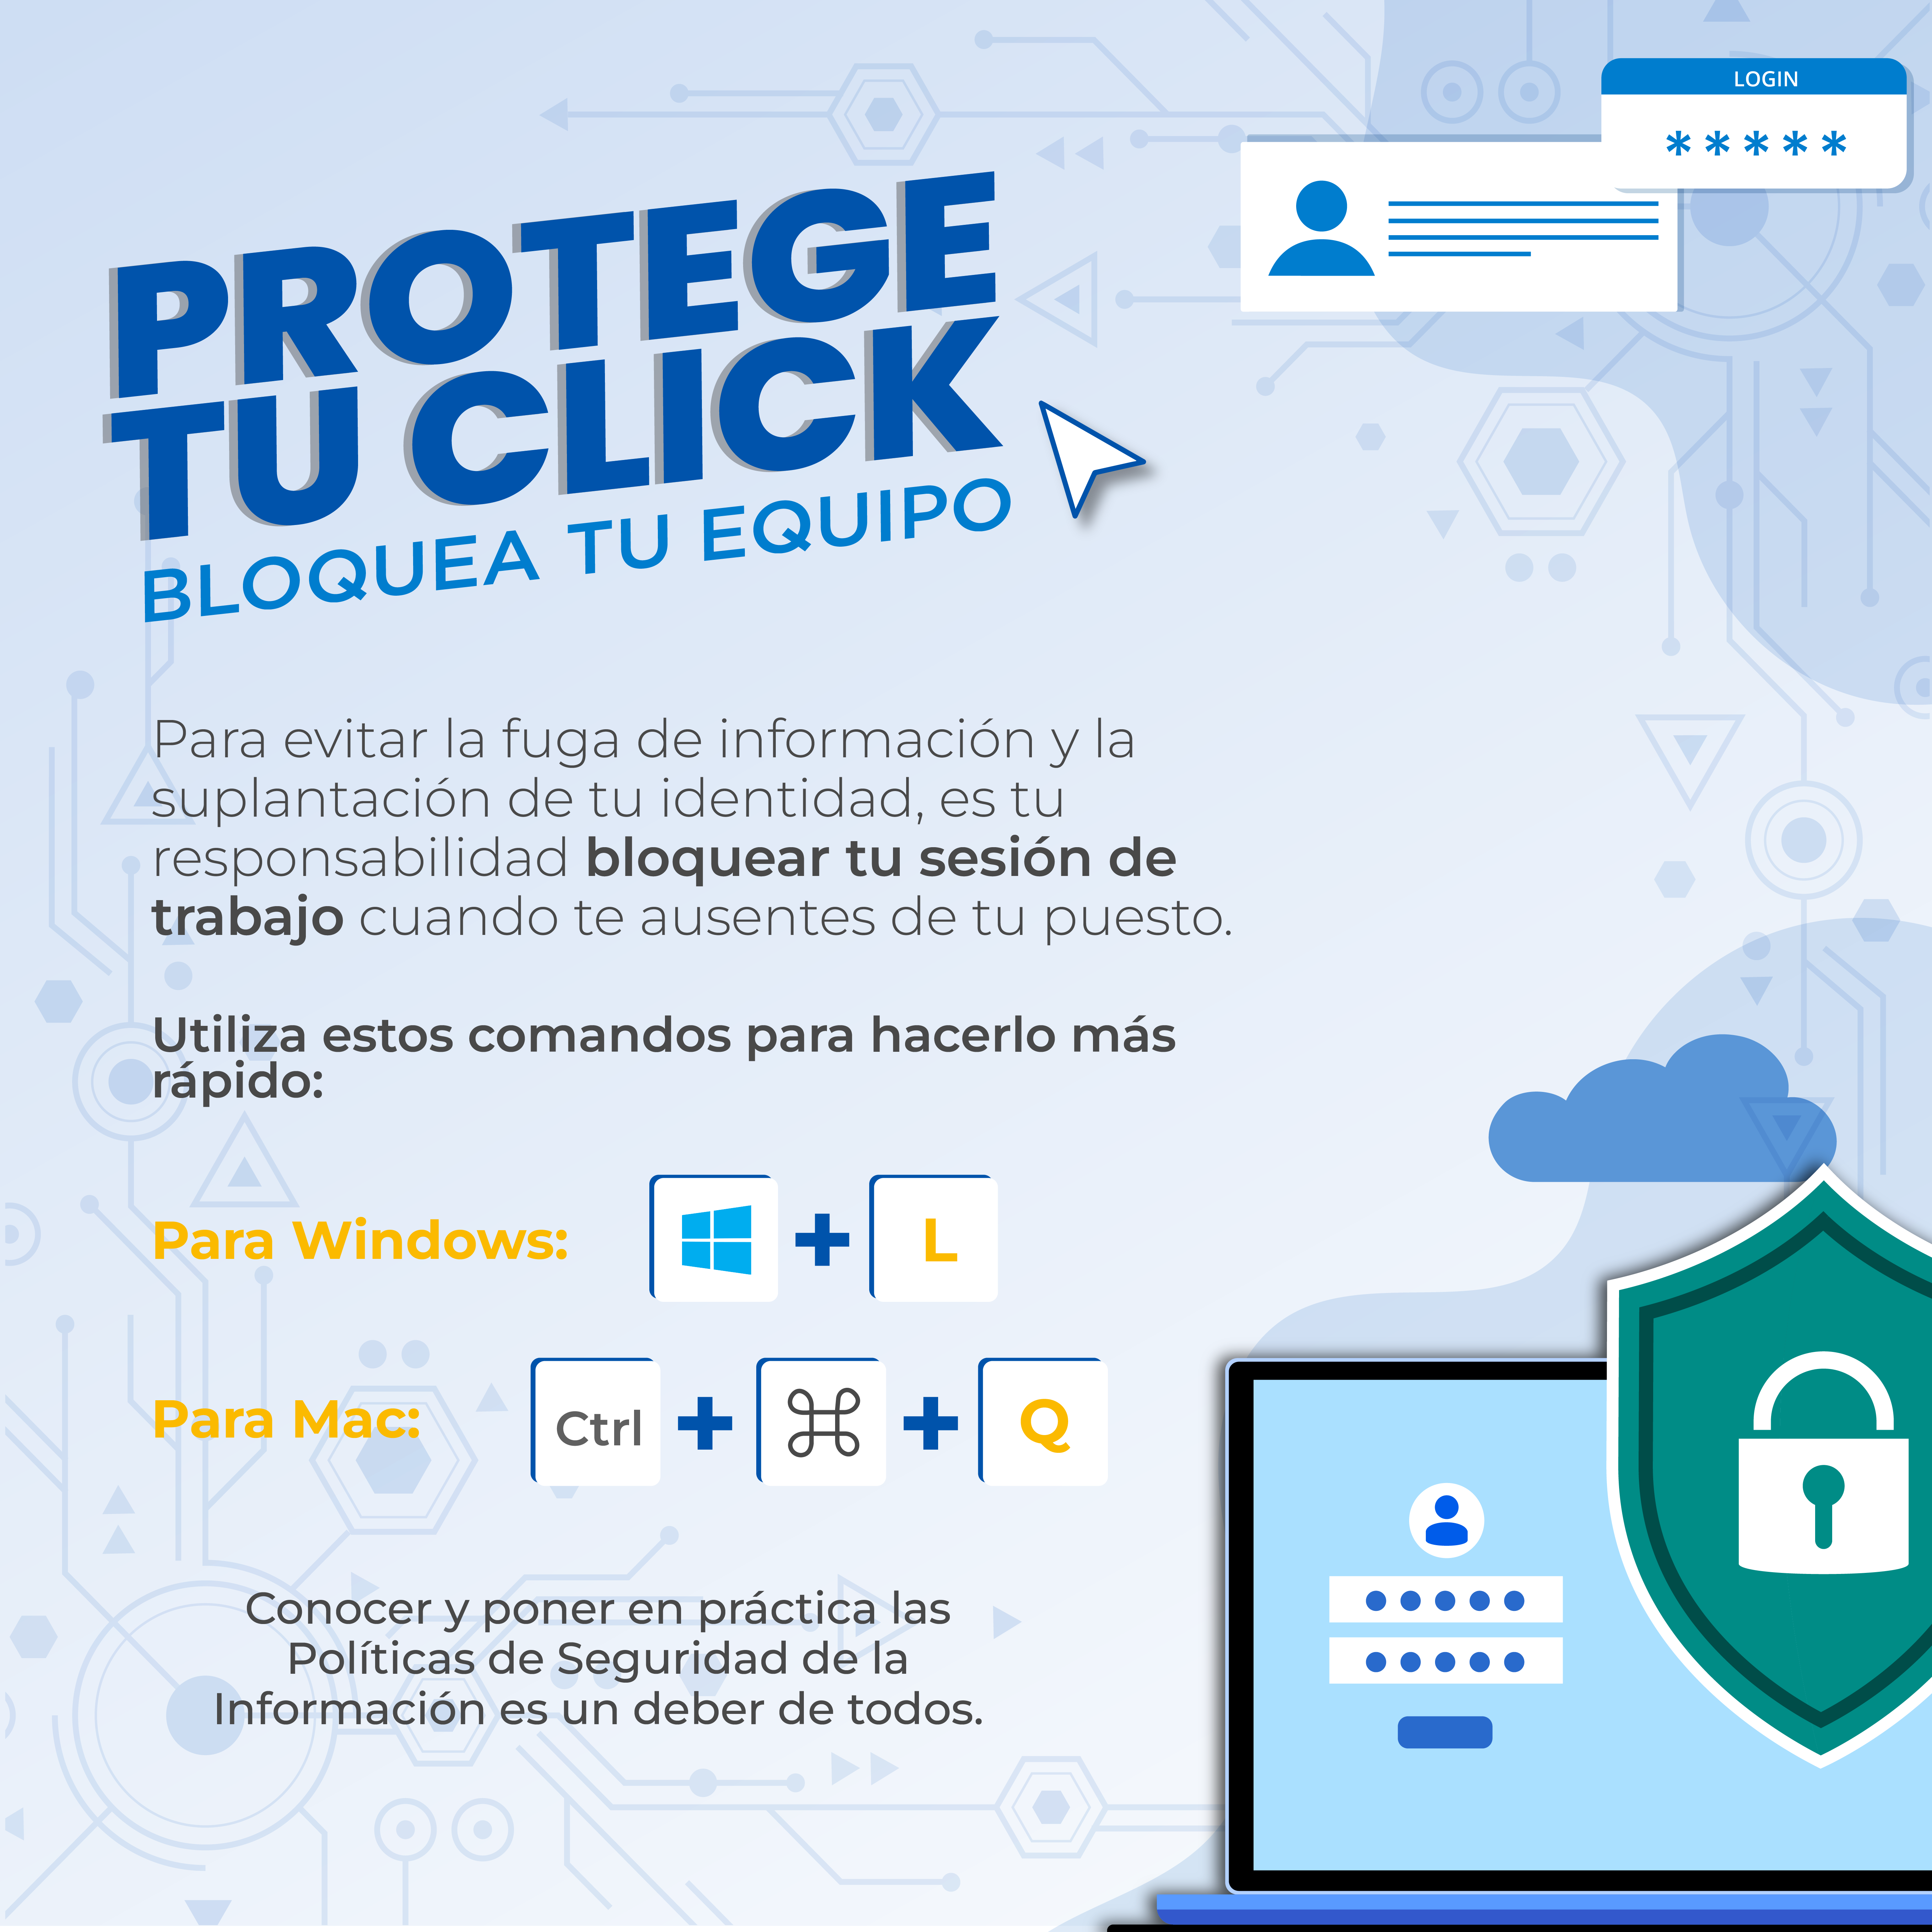 LOGIN
*****
PROTEGE
TU CLICK
BLOQUEA TU EQUIPO
Para evitar la fuga de información y la
suplantación de tu identidad, es tu
responsabilidad bloquear tu sesión de
trabajo cuando te ausentes de tu puesto.
Utiliza estos comandos para hacerlo más
rápido:
Para Windows: + L
Para Mac: Ctrl + ⌘ + Q
Conocer y poner en práctica las
Políticas de Seguridad de la
Información es un deber de todos.